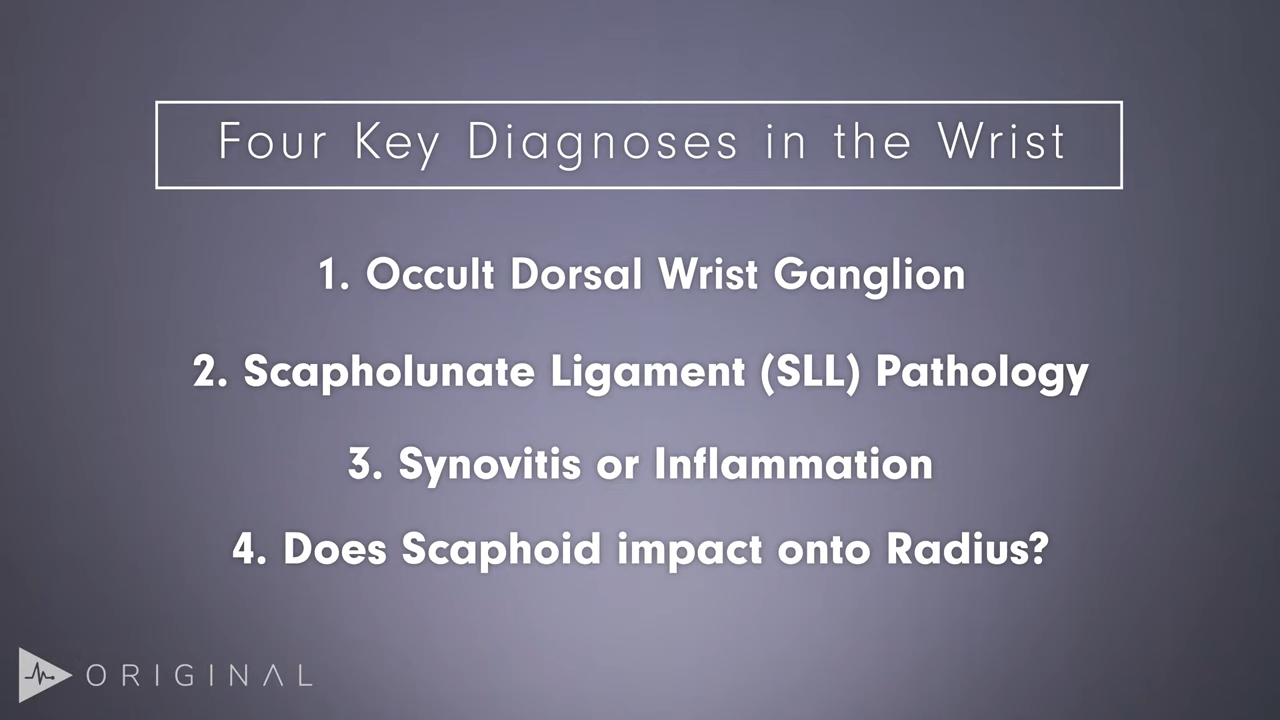 Four Key Diagnoses in the Wrist
1. Occult Dorsal Wrist Ganglion
2. Scapholunate Ligament (SLL) Pathology
3. Synovitis or Inflammation
4. Does Scaphoid impact onto Radius?
ORIGINAL